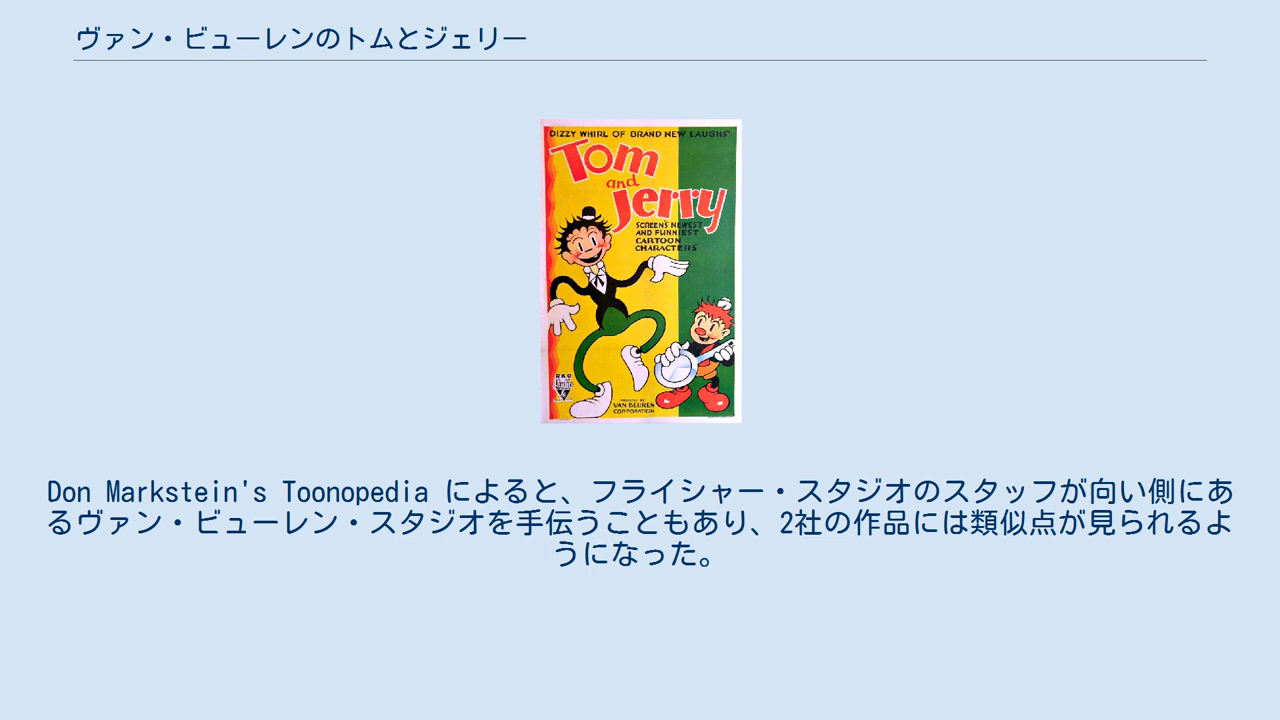 ヴァン・ビューレンのトムとジェリー
DIZZY WHIRL OF BRAND NEW LAUGHS
Tom
and
Jerry
SCREEN'S NEWEST
AND FUNNIEST
CARTOON
CHARACTERS
PRODUCED BY
VAN BEUREN
CORPORATION
Don Markstein's Toonopedia によると、フライシャー・スタジオのスタッフが向い側にあ
るヴァン・ビューレン・スタジオを手伝うこともあり、2社の作品には類似点が見られるよ
うになった。